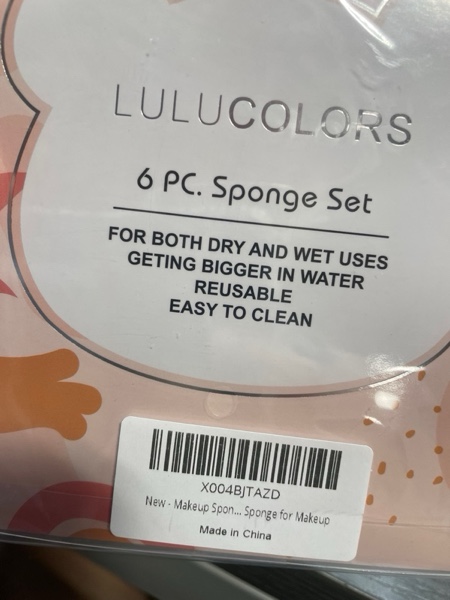 LULUCOLORS
6 PC. Sponge Set
FOR BOTH DRY AND WET USES
GETING BIGGER IN WATER
REUSABLE
EASY TO CLEAN
X004BJTAZD
New - Makeup Spon... Sponge for Makeup
Made in China